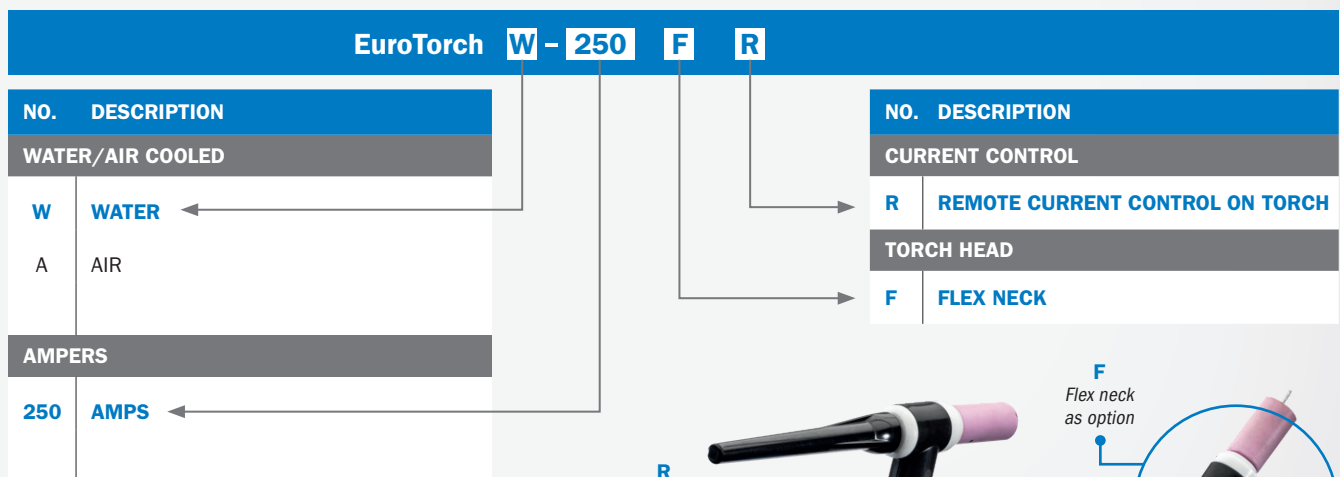 EuroTorch W – 250 F R
NO. DESCRIPTION
WATER/AIR COOLED
W WATER
A AIR
AMPERS
250 AMPS
NO. DESCRIPTION
CURRENT CONTROL
R REMOTE CURRENT CONTROL ON TORCH
TORCH HEAD
F FLEX NECK
F
Flex neck
as option
R